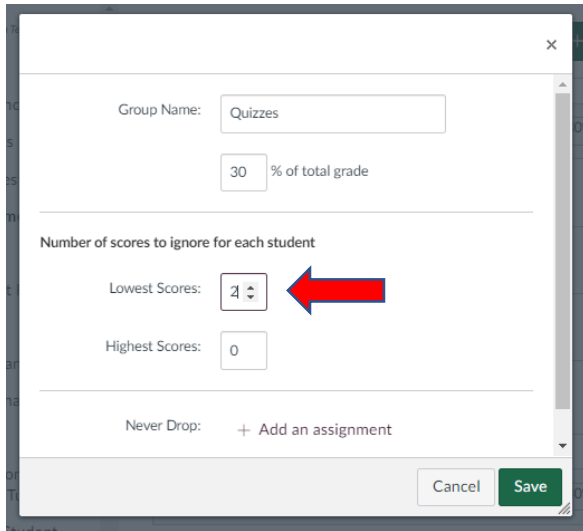 ×
Group Name: Quizzes
30 % of total grade
Number of scores to ignore for each student
Lowest Scores: 2
Highest Scores: 0
Never Drop: + Add an assignment
Cancel Save
Student